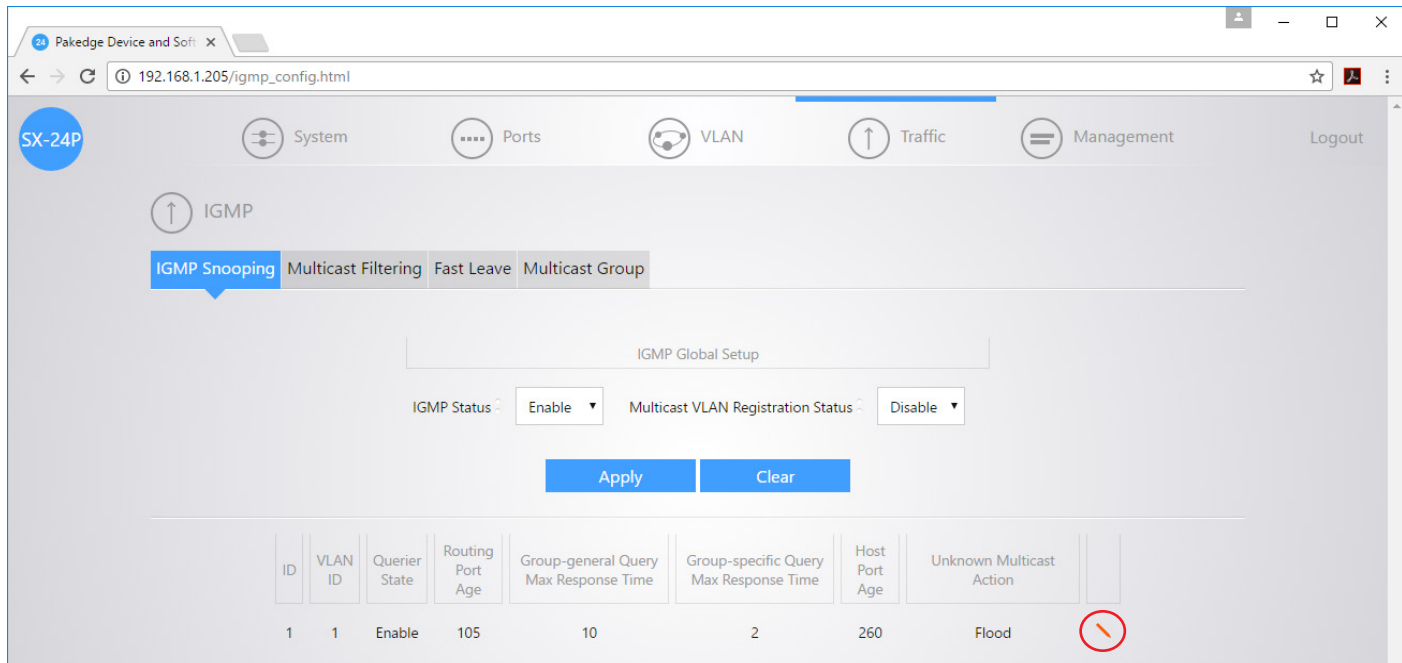 24 Pakedge Device and Soft
192.168.1.205/igmp_config.html
SX-24P
System
Ports
VLAN
Traffic
Management
Logout
IGMP
IGMP Snooping
Multicast Filtering
Fast Leave
Multicast Group
IGMP Global Setup
IGMP Status
Enable
Multicast VLAN Registration Status
Disable
Apply
Clear
ID
VLAN
ID
Querier
State
Routing
Port
Age
Group-general Query
Max Response Time
Group-specific Query
Max Response Time
Host
Port
Age
Unknown Multicast
Action
1 1 Enable 105 10 2 260 Flood